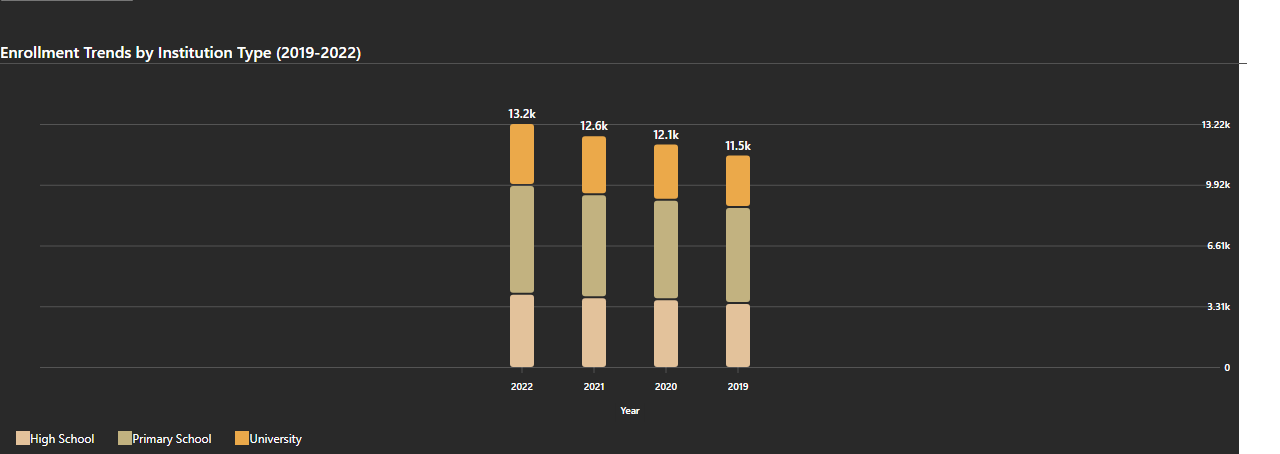 Enrollment Trends by Institution Type (2019-2022)
13.2k
12.6k
12.1k
11.5k
13.22k
9.92k
6.61k
3.31k
0
2022 2021 2020 2019
Year
High School Primary School University